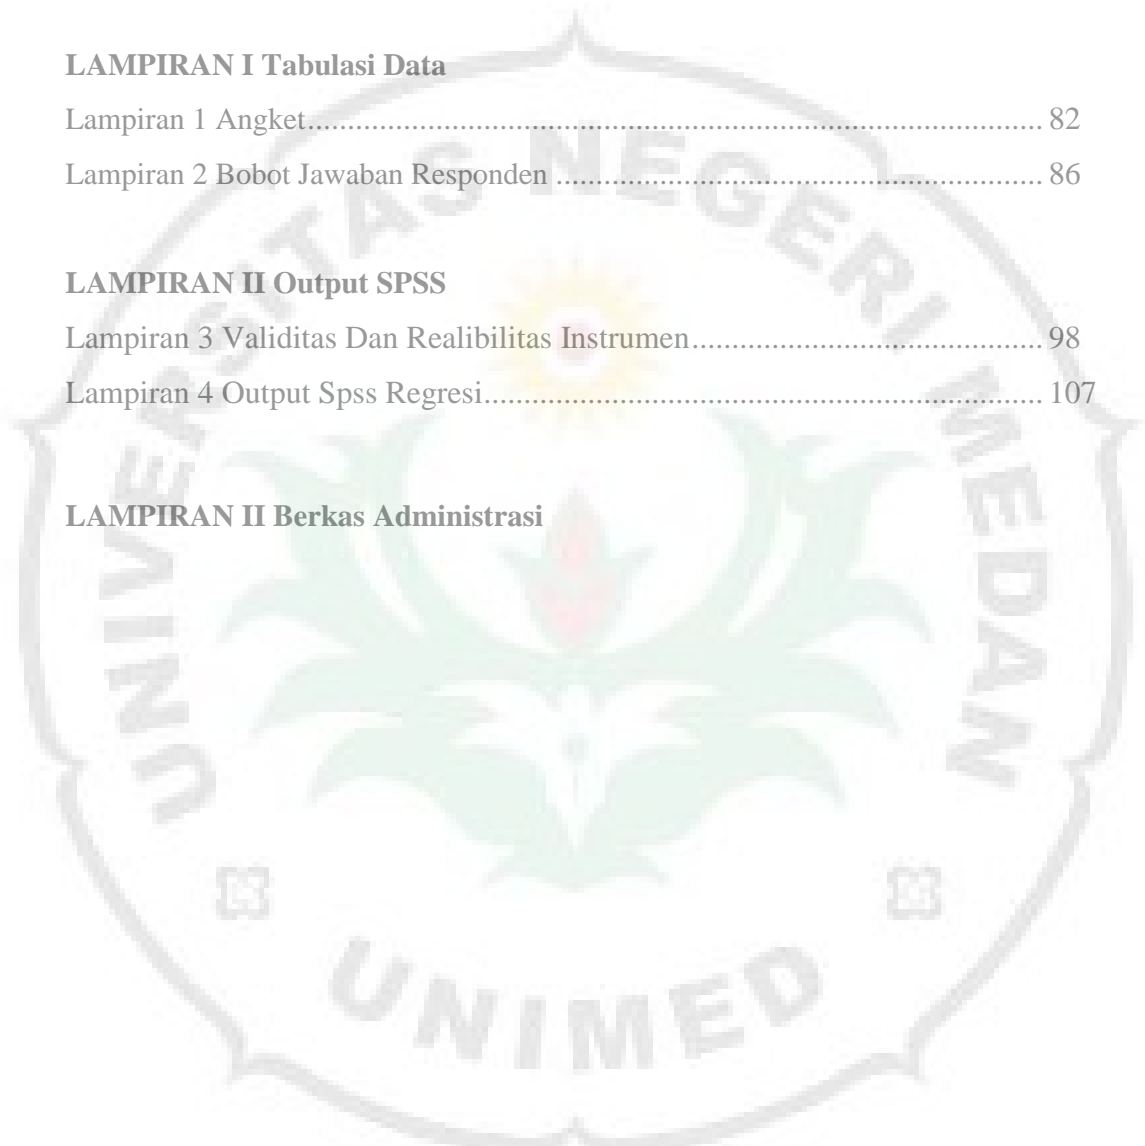 LAMPIRAN I Tabulasi Data
Lampiran 1 Angket............................................................................................ 82
Lampiran 2 Bobot Jawaban Responden ............................................................. 86
LAMPIRAN II Output SPSS
Lampiran 3 Validitas Dan Realibilitas Instrumen............................................ 98
Lampiran 4 Output Spss Regresi...................................................................... 107
LAMPIRAN II Berkas Administrasi
UNIVERSITAS NEGERI MEDAN
UNIMED